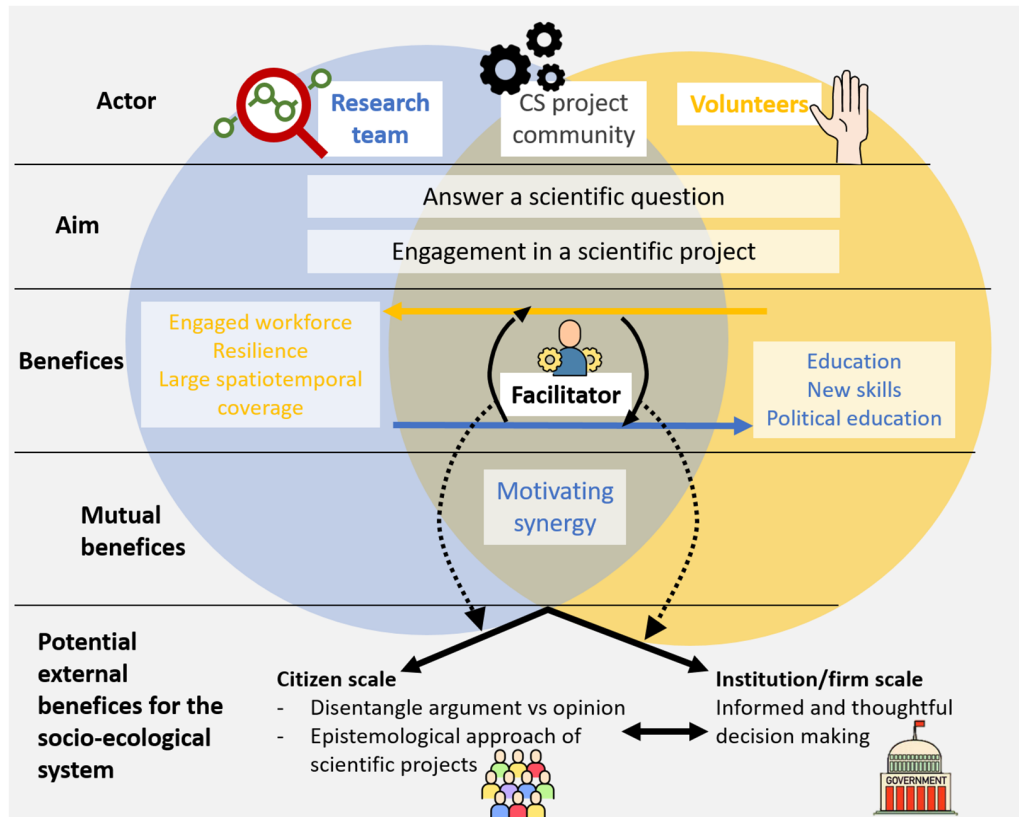 Actor
Research
team
CS project
community
Volunteers
Aim
Answer a scientific question
Engagement in a scientific project
Benefices
Engaged workforce
Resilience
Large spatiotemporal
coverage
Facilitator
Education
New skills
Political education
Mutual
benefices
Motivating
synergy
Potential
external
benefices for the
socio-ecological
system
Citizen scale
- Disentangle argument vs opinion
- Epistemological approach of
scientific projects
Institution/firm scale
Informed and thoughtful
decision making
GOVERNMENT